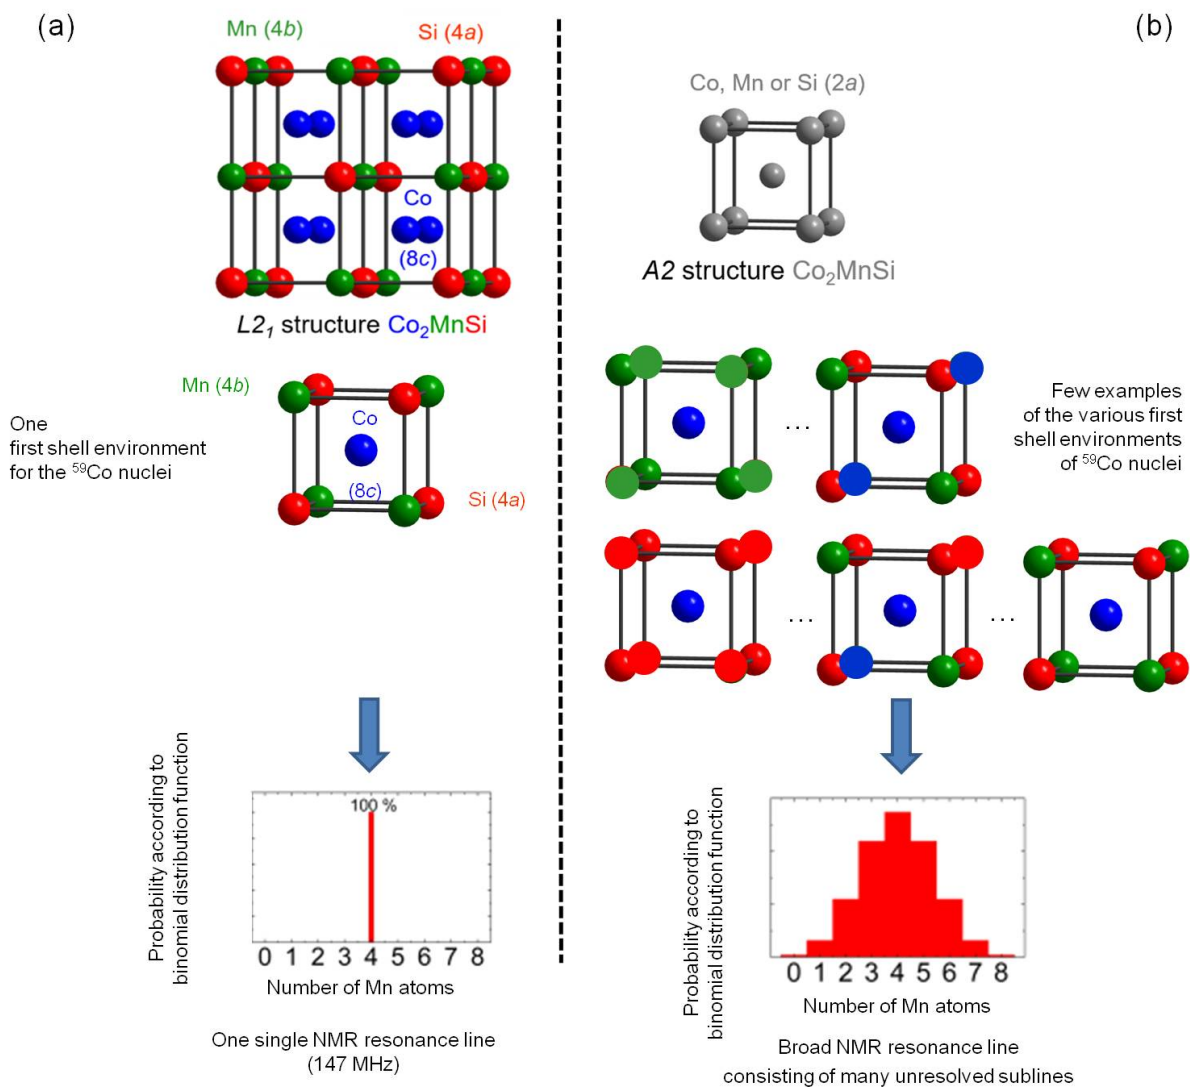 (a)
Mn (4b)
Si (4a)
Co
(8c)
L2₁ structure Co₂MnSi
Mn (4b)
One
first shell environment
for the ⁵⁹Co nuclei
Co
(8c)
Si (4a)
Probability according to
binomial distribution function
100 %
0 1 2 3 4 5 6 7 8
Number of Mn atoms
One single NMR resonance line
(147 MHz)
(b)
Co, Mn or Si (2a)
A2 structure Co₂MnSi
...
Few examples
of the various first
shell environments
of ⁵⁹Co nuclei
...
...
Probability according to
binomial distribution function
0 1 2 3 4 5 6 7 8
Number of Mn atoms
Broad NMR resonance line
consisting of many unresolved sublines